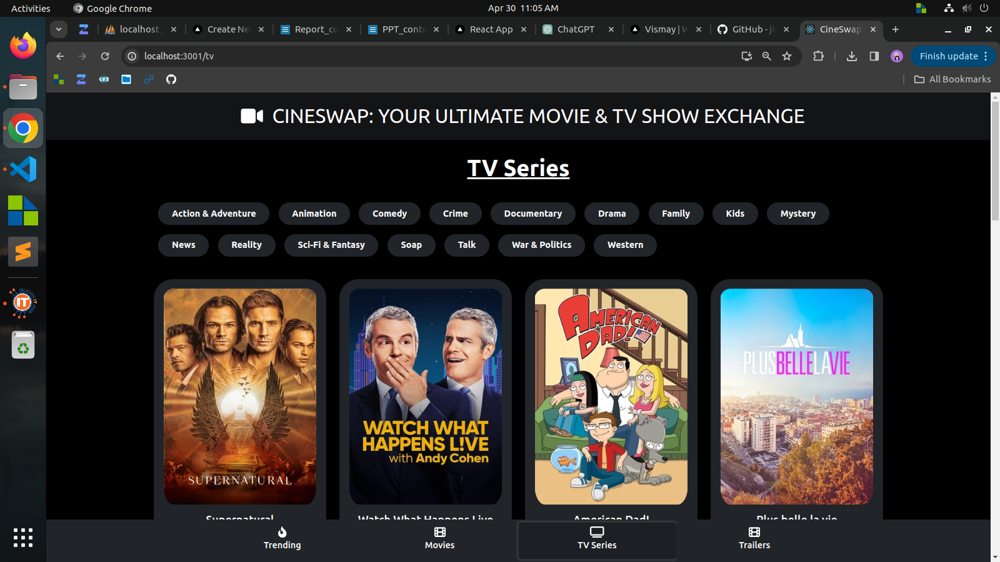 Activities Google Chrome Apr 30 11:05 AM
localhost / Create Ne Report_co PPT_conte React App ChatGPT Vismay | W GitHub - ji CineSwap
localhost:3001/tv Finish update
All Bookmarks
CINESWAP: YOUR ULTIMATE MOVIE & TV SHOW EXCHANGE
TV Series
Action & Adventure Animation Comedy Crime Documentary Drama Family Kids Mystery
News Reality Sci-Fi & Fantasy Soap Talk War & Politics Western
SUPERNATURAL
WATCH WHAT
HAPPENS L!VE
with Andy Cohen
AMERICAN
DAD!
PLUSBELLELAVIE
IT
Supernatural Watch What Happens Live American Dad! Plus belle la vie
Trending Movies TV Series Trailers